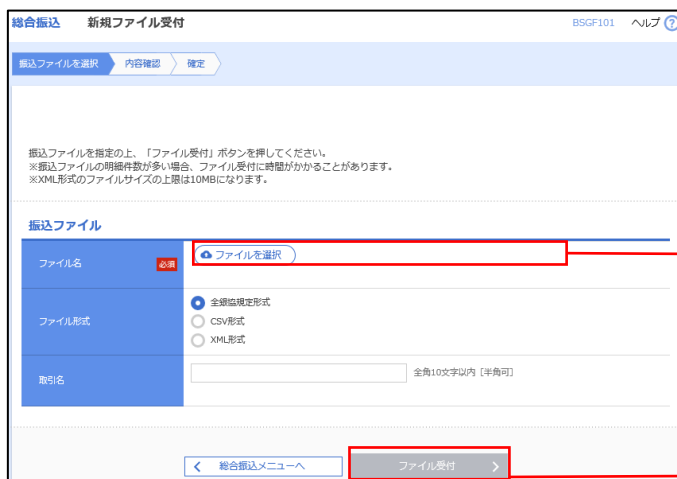 総合振込 新規ファイル受付 BSGF101 ヘルプ ?
振込ファイルを選択 内容確認 確定
振込ファイルを指定の上、「ファイル受付」ボタンを押してください。
※振込ファイルの明細件数が多い場合、ファイル受付に時間がかかることがあります。
※XML形式のファイルサイズの上限は10MBになります。
振込ファイル
ファイル名 必須 ファイルを選択
ファイル形式 全銀協規定形式
CSV形式
XML形式
取引名 全角10文字以内［半角可］
総合振込メニューへ ファイル受付